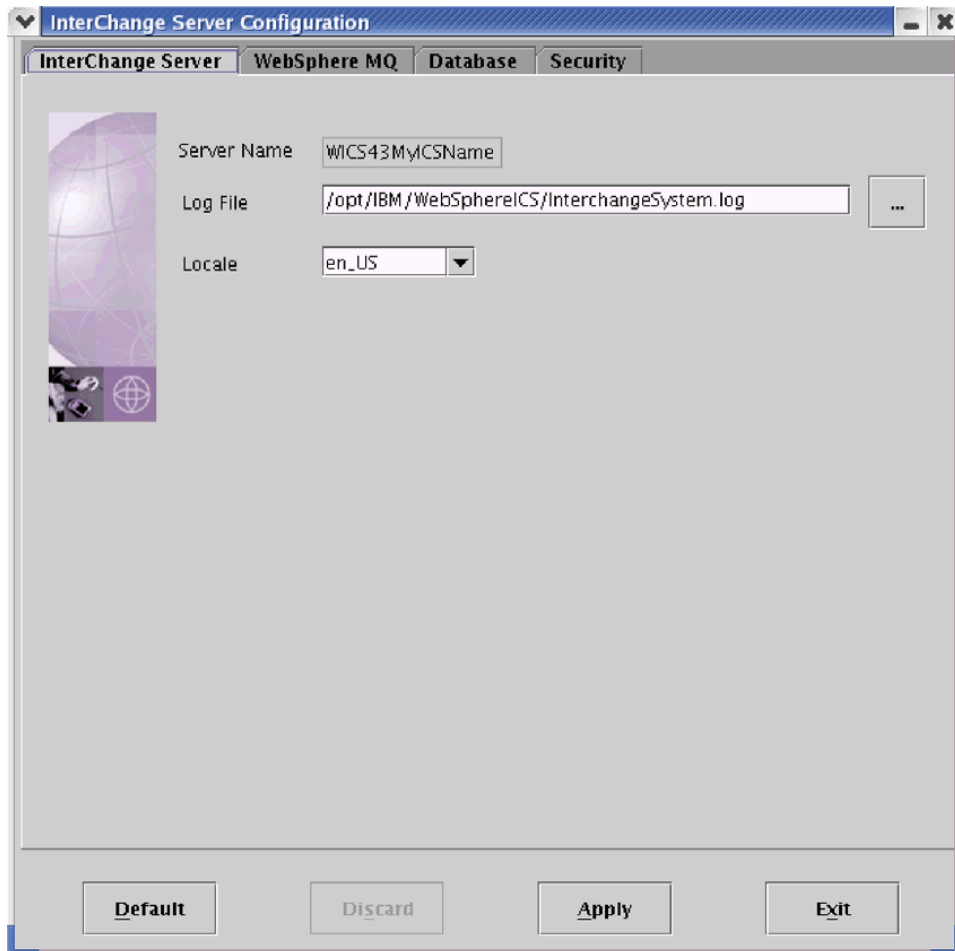 InterChange Server Configuration
InterChange Server WebSphere MQ Database Security
Server Name WICS43MyICSName
Log File /opt/IBM/WebSphereICS/InterchangeSystem.log ...
Locale en_US
Default Discard Apply Exit